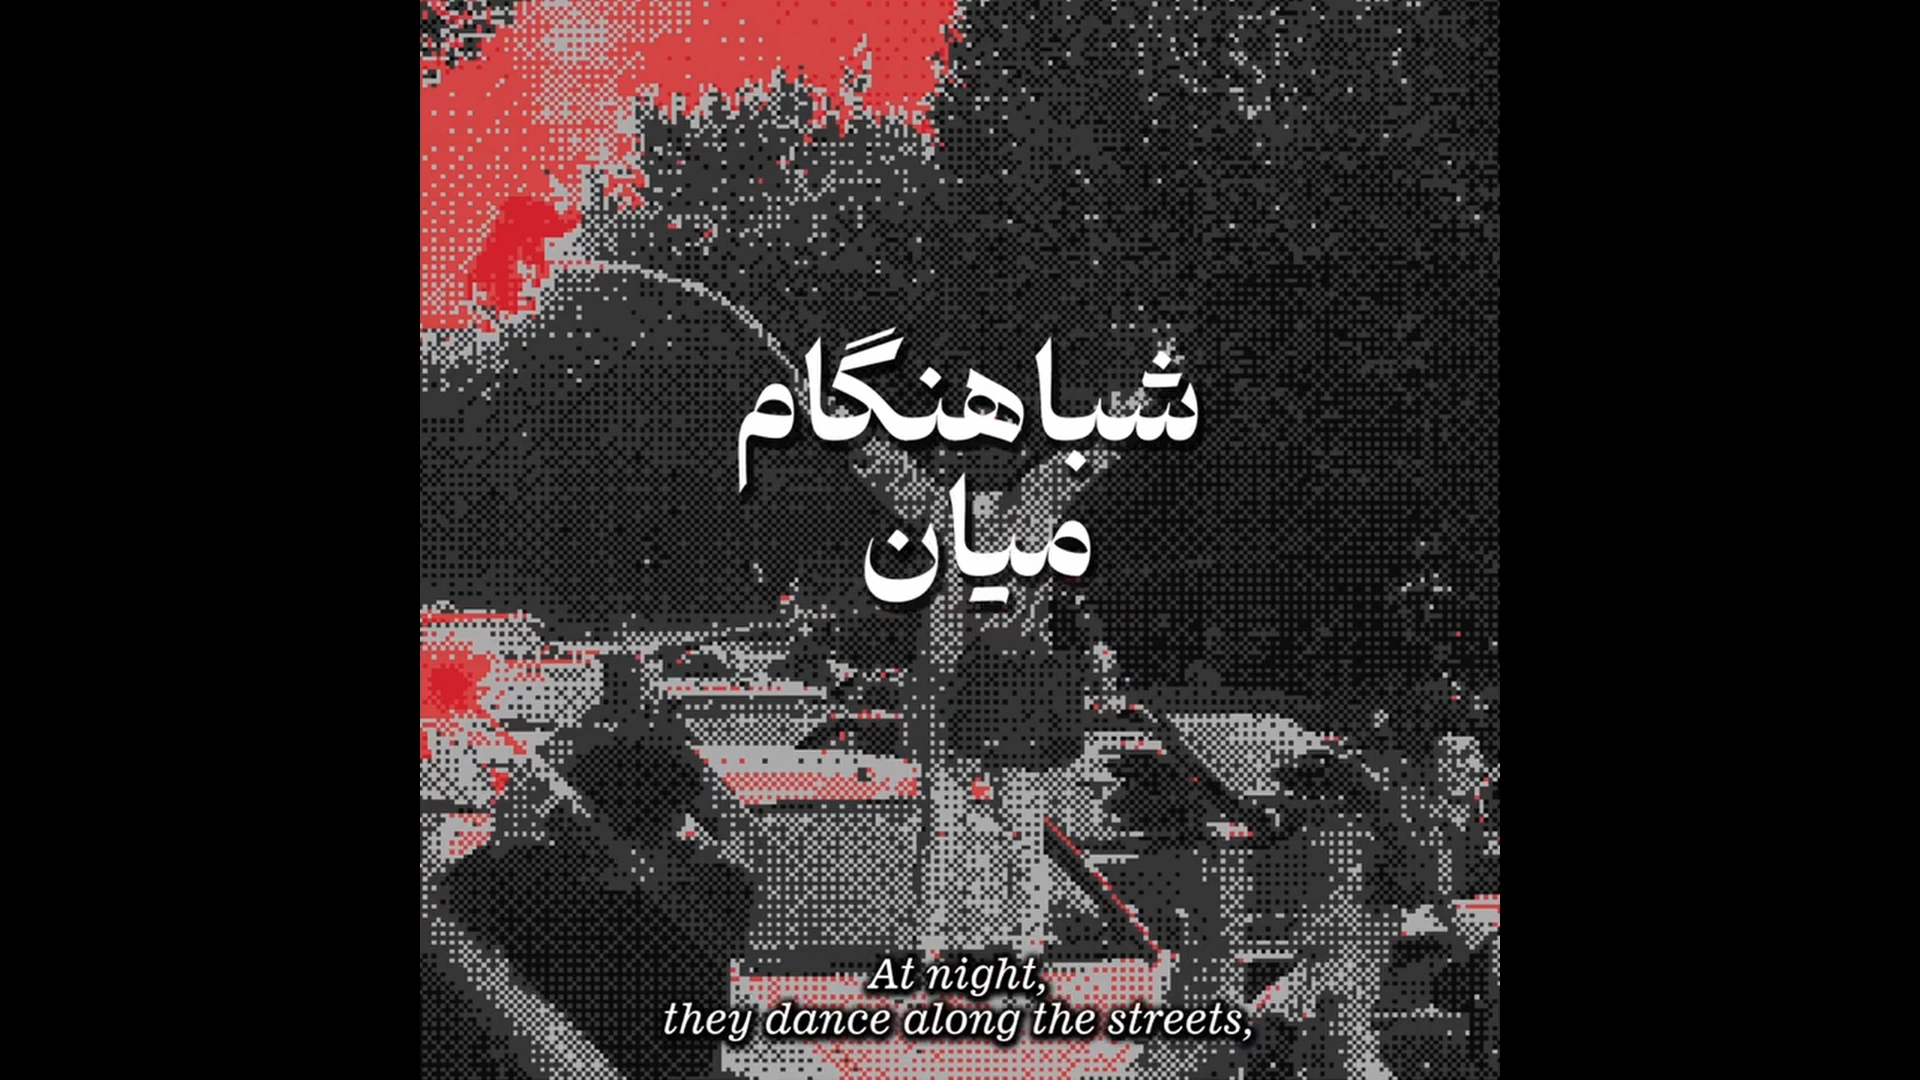 شباهنگام
میان
At night,
they dance along the streets,